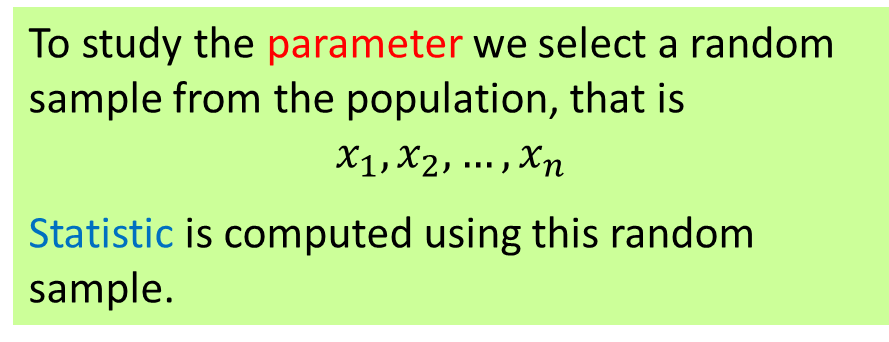 To study the parameter we select a random
sample from the population, that is
𝑥₁, 𝑥₂, … , 𝑥ₙ
Statistic is computed using this random
sample.